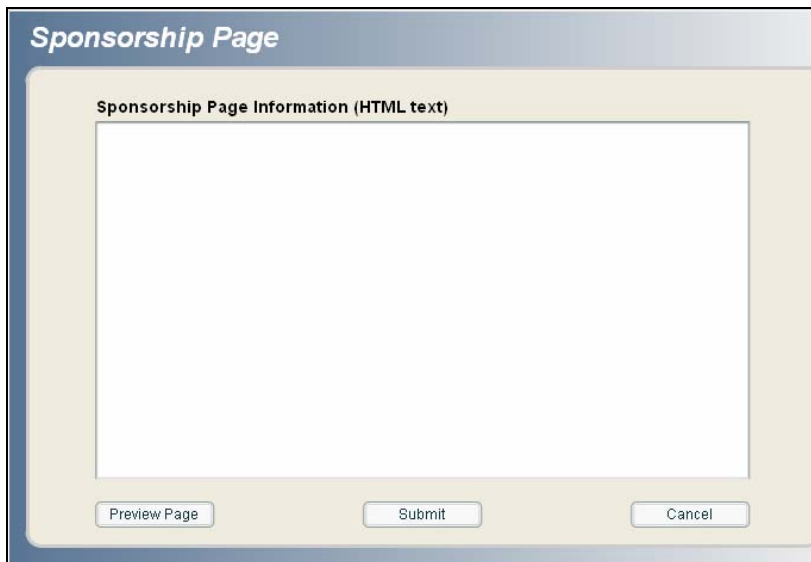 Sponsorship Page
Sponsorship Page Information (HTML text)
Preview Page
Submit
Cancel